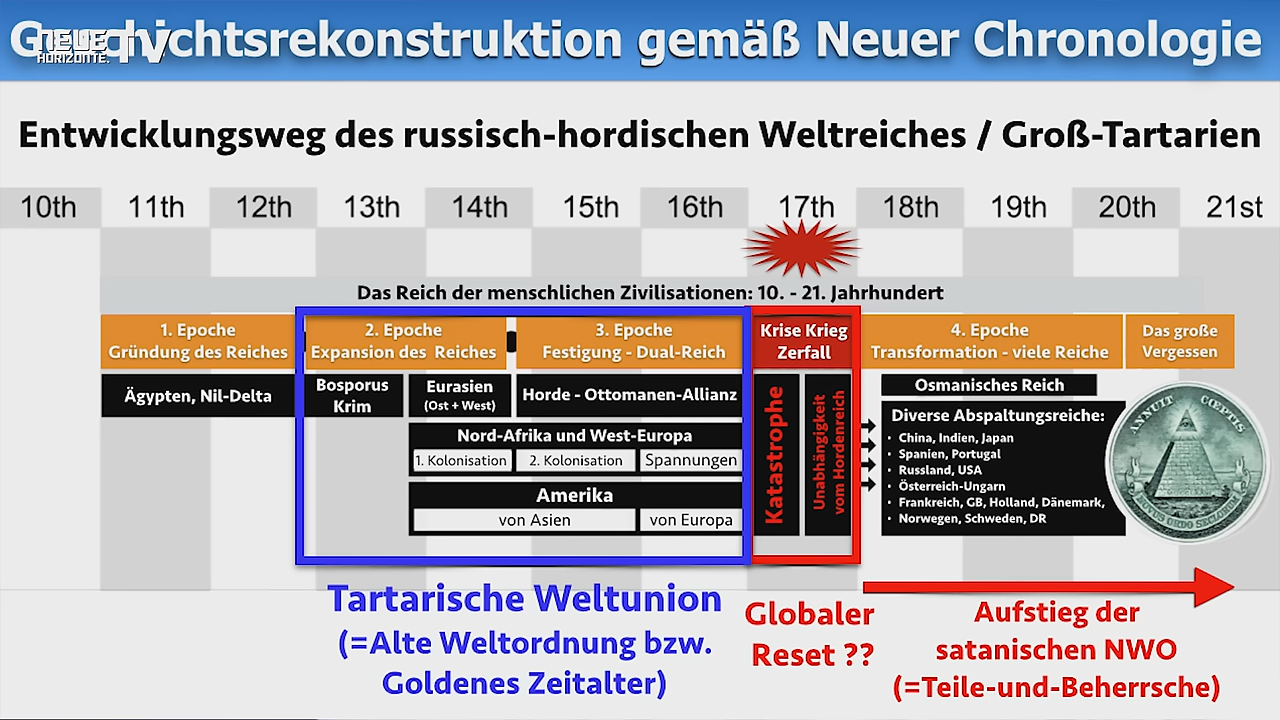 Geschichtsrekonstruktion gemäß Neuer Chronologie
NEUE
HORIZONTE.TV
Entwicklungsweg des russisch-hordischen Weltreiches / Groß-Tartarien
10th 11th 12th 13th 14th 15th 16th 17th 18th 19th 20th 21st
Das Reich der menschlichen Zivilisationen: 10. - 21. Jahrhundert
1. Epoche
Gründung des Reiches
2. Epoche
Expansion des Reiches
3. Epoche
Festigung - Dual-Reich
Krise Krieg
Zerfall
4. Epoche
Transformation - viele Reiche
Das große
Vergessen
Ägypten, Nil-Delta
Bosporus
Krim
Eurasien
(Ost + West)
Horde - Ottomanen-Allianz
Nord-Afrika und West-Europa
1. Kolonisation
2. Kolonisation
Spannungen
Amerika
von Asien
von Europa
Katastrophe
Unabhängigkeit
vom Hordenreich
Osmanisches Reich
Diverse Abspaltungsreiche:
· China, Indien, Japan
· Spanien, Portugal
· Russland, USA
· Österreich-Ungarn
· Frankreich, GB, Holland, Dänemark,
· Norwegen, Schweden, DR
ANNUIT CŒPTIS
NOVUS ORDO SECLORUM
Tartarische Weltunion
(=Alte Weltordnung bzw.
Goldenes Zeitalter)
Globaler
Reset ??
Aufstieg der
satanischen NWO
(=Teile-und-Beherrsche)